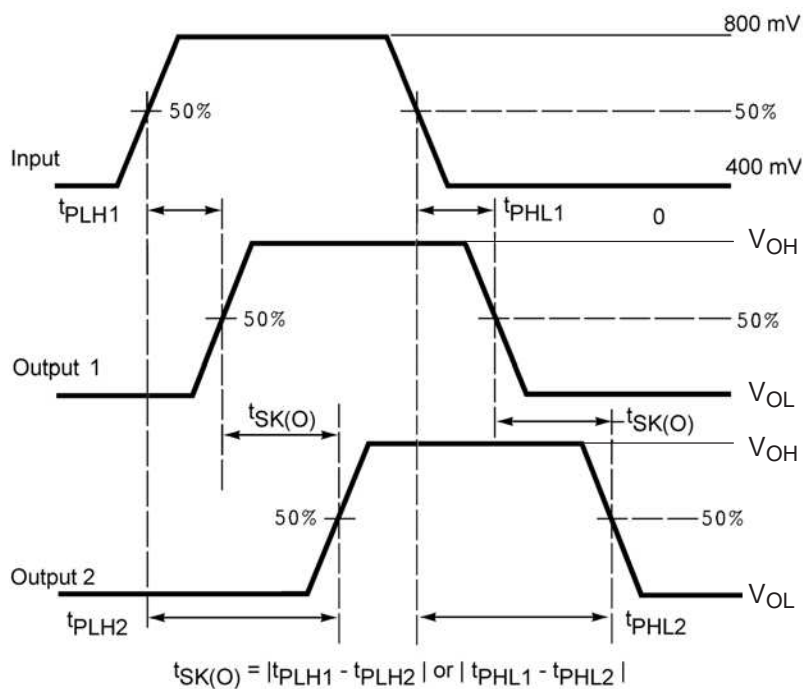 800 mV
50%
50%
Input
400 mV
tPLH1
tPHL1
0
VOH
50%
50%
Output 1
VOL
tSK(O)
tSK(O)
VOH
50%
50%
Output 2
VOL
tPLH2
tPHL2
tSK(O) = |tPLH1 - tPLH2 | or | tPHL1 - tPHL2 |